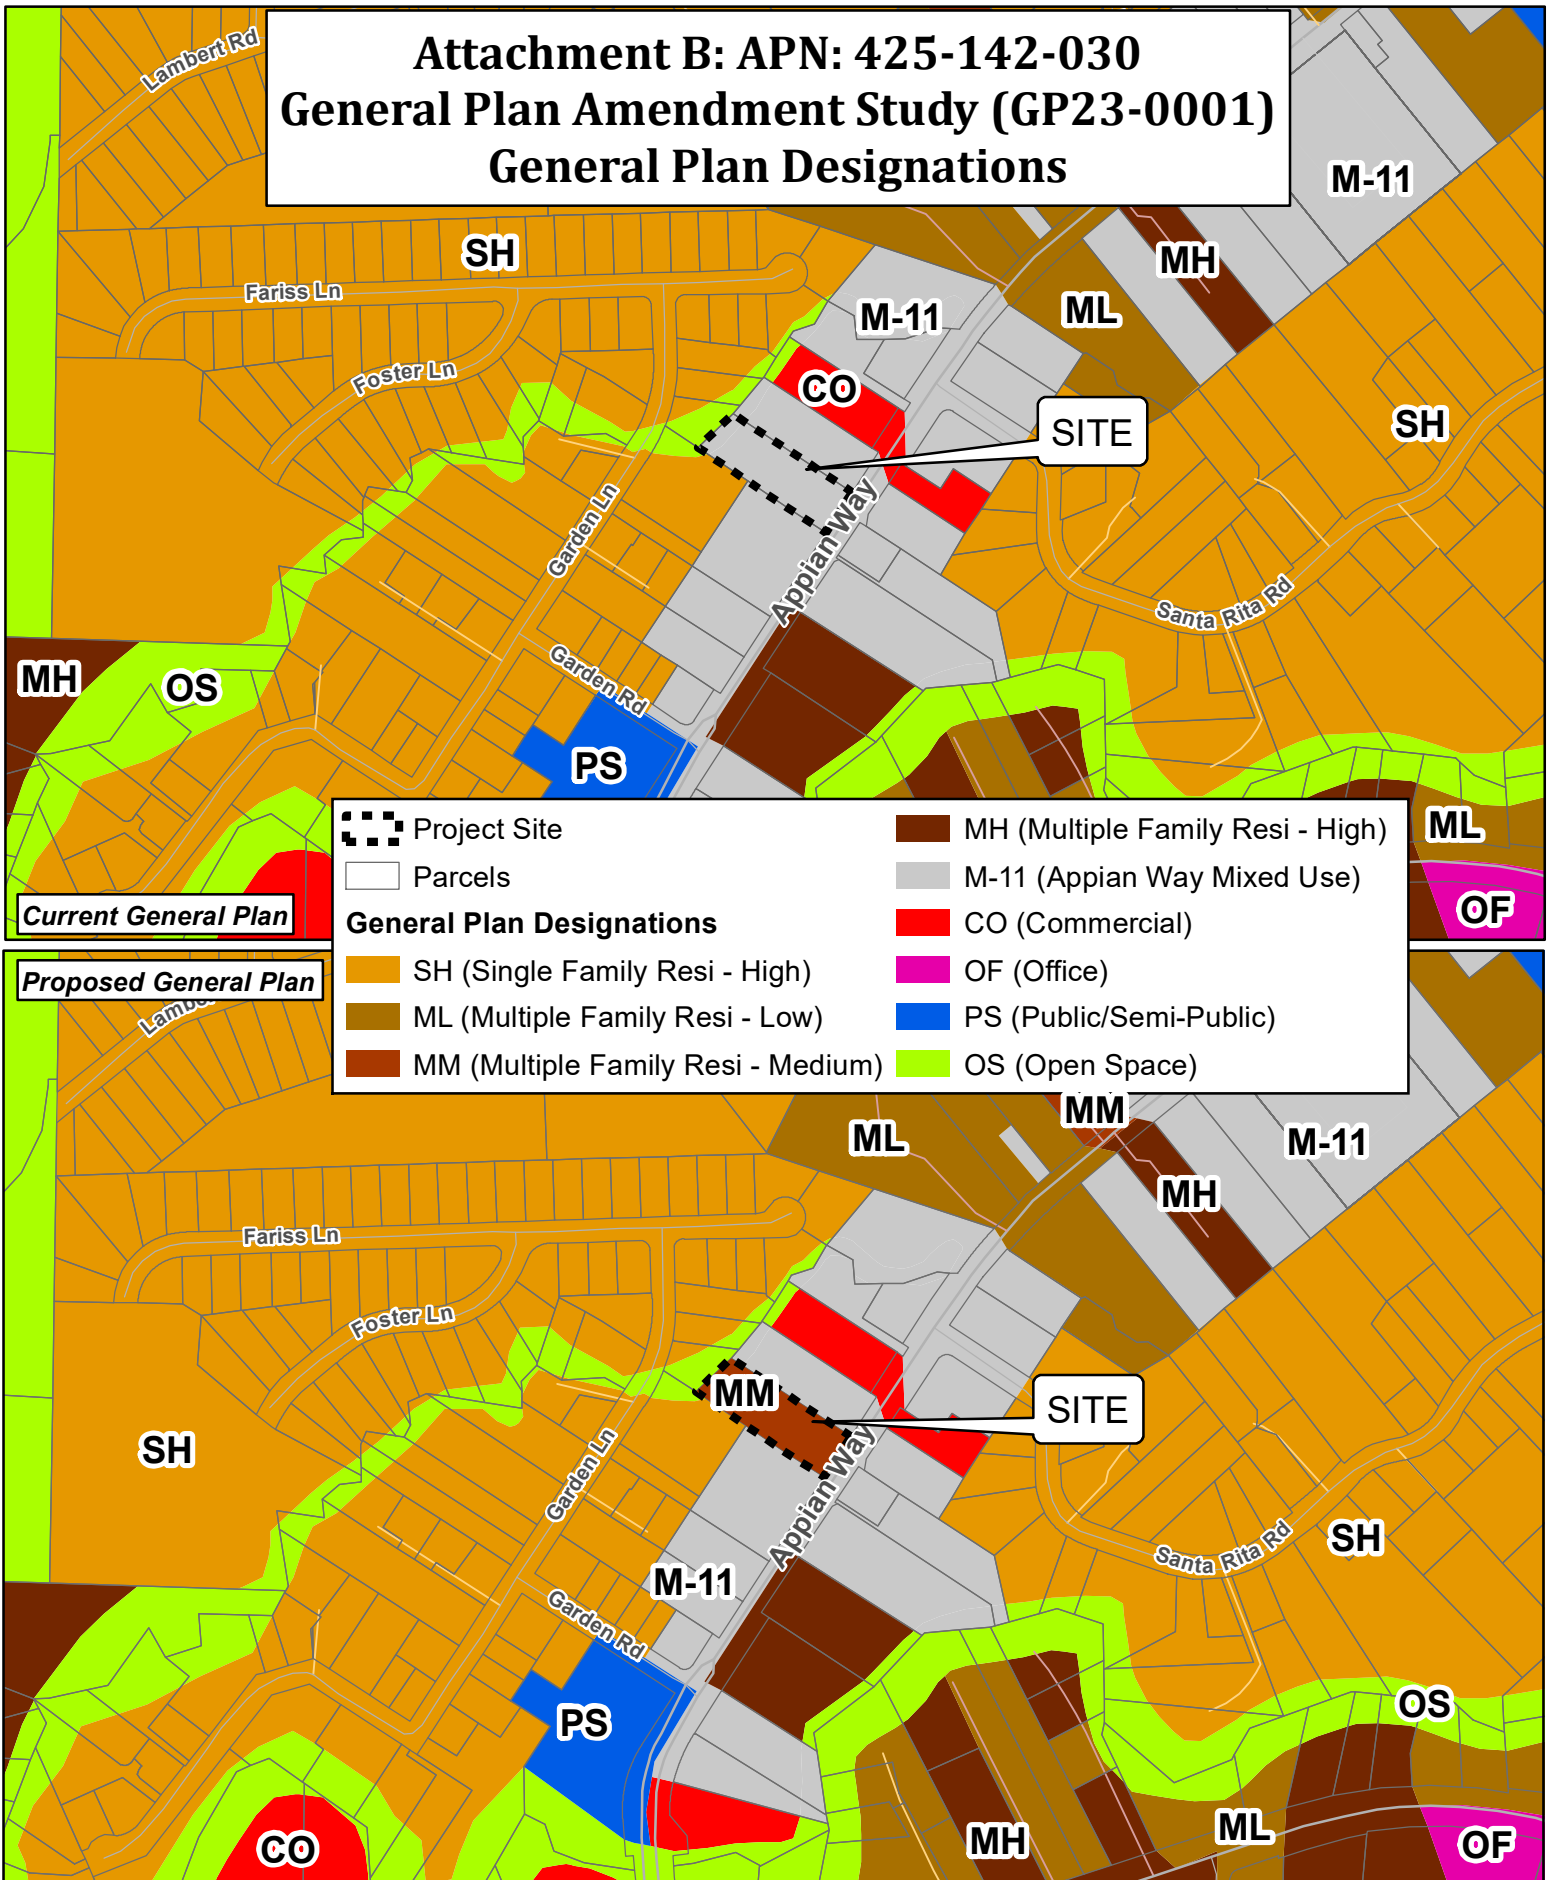 Attachment B: APN: 425-142-030
General Plan Amendment Study (GP23-0001)
General Plan Designations
Lambert Rd
M-11
SH
MH
Fariss Ln
M-11
ML
Foster Ln
CO
SH
SITE
Garden Ln
Appian Way
Santa Rita Rd
Garden Rd
MH
OS
PS
ML
OF
Current General Plan
Project Site
Parcels
General Plan Designations
SH (Single Family Resi - High)
ML (Multiple Family Resi - Low)
MM (Multiple Family Resi - Medium)
MH (Multiple Family Resi - High)
M-11 (Appian Way Mixed Use)
CO (Commercial)
OF (Office)
PS (Public/Semi-Public)
OS (Open Space)
Proposed General Plan
Lambe
MM
ML
M-11
MH
Fariss Ln
Foster Ln
MM
SITE
SH
Garden Ln
Appian Way
SH
Santa Rita Rd
M-11
Garden Rd
OS
PS
CO
MH
ML
OF